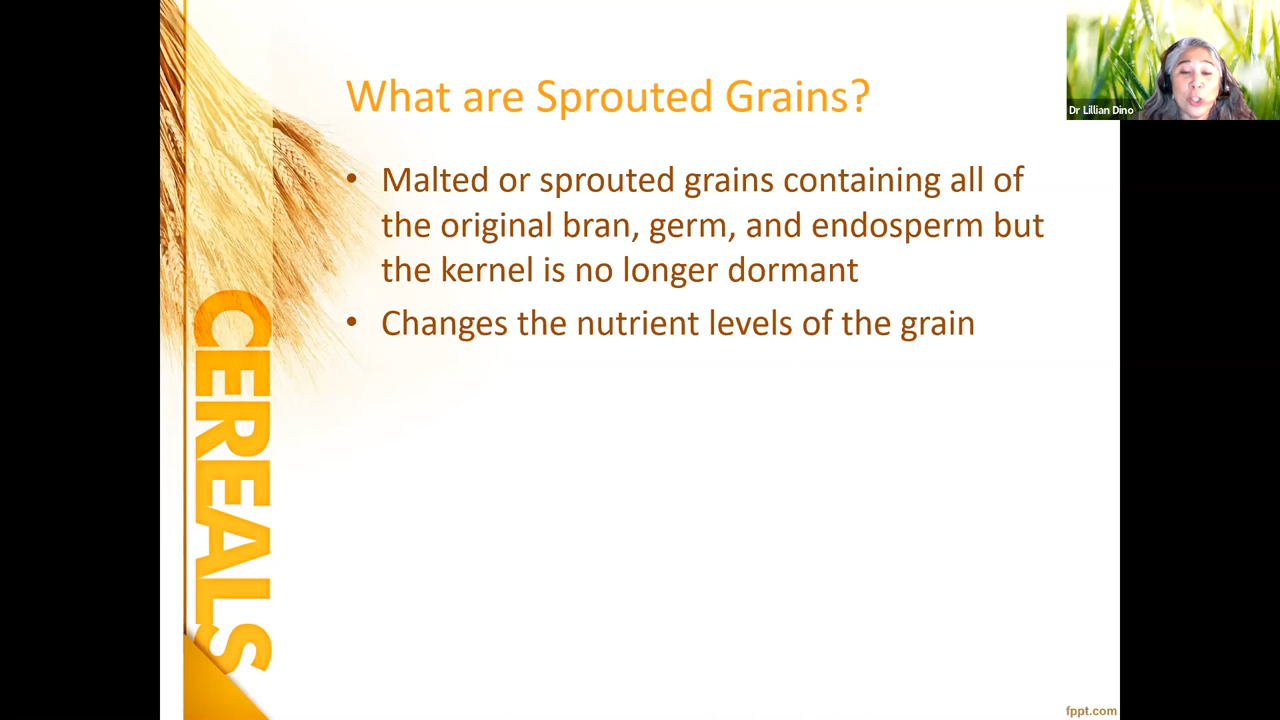 What are Sprouted Grains?
Dr Lillian Dino
• Malted or sprouted grains containing all of
the original bran, germ, and endosperm but
the kernel is no longer dormant
• Changes the nutrient levels of the grain
CEREALS
fppt.com